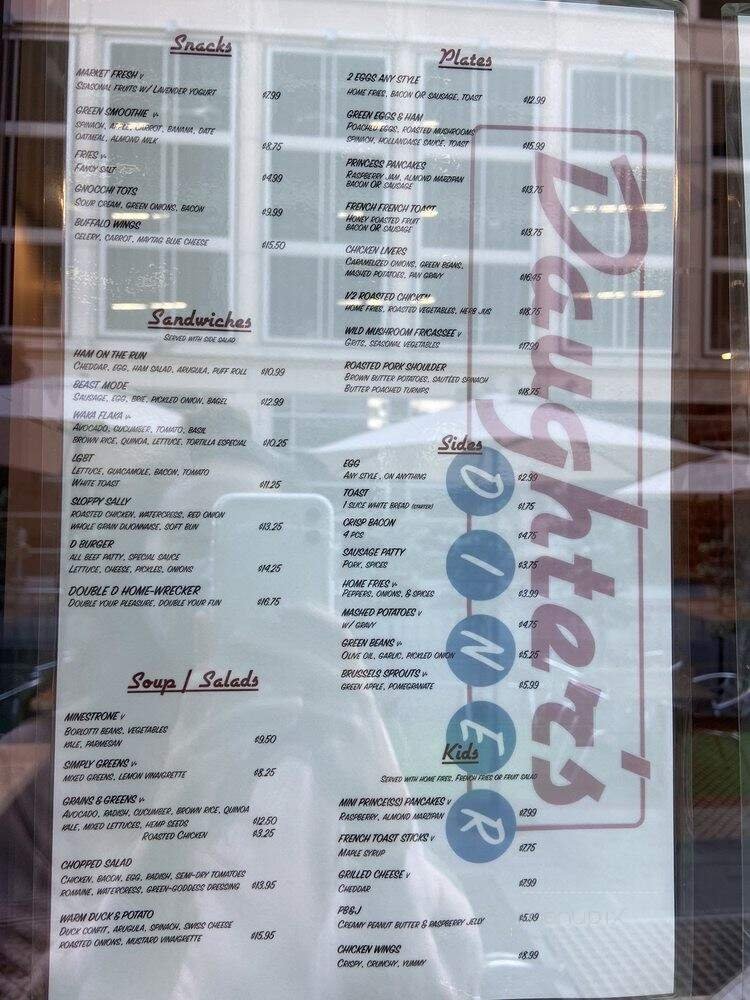 Snacks
MARKET FRESH v
SEASONAL FRUITS W/ LAVENDER YOGURT $7.99
GREEN SMOOTHIE v+
SPINACH, APPLE, CARROT, BANANA, DATE
OATMEAL, ALMOND MILK $8.75
FRIES v+
FANCY SALT $4.99
GNOCCHI TOTS
SOUR CREAM, GREEN ONIONS, BACON $9.99
BUFFALO WINGS
CELERY, CARROT, MAYTAG BLUE CHEESE $15.50
Sandwiches
SERVED WITH SIDE SALAD
HAM ON THE RUN
CHEDDAR, EGG, HAM SALAD, ARUGULA, PUFF ROLL $10.99
BEAST MODE
SAUSAGE, EGG, BRIE, PICKLED ONION, BAGEL $12.99
WAKA FLAKA v+
AVOCADO, CUCUMBER, TOMATO, BASIL
BROWN RICE, QUINOA, LETTUCE, TORTILLA ESPECIAL $10.25
LGBT
LETTUCE, GUACAMOLE, BACON, TOMATO
WHITE TOAST $11.25
SLOPPY SALLY
ROASTED CHICKEN, WATERCRESS, RED ONION
WHOLE GRAIN DIJONNAISE, SOFT BUN $13.25
D BURGER
ALL BEEF PATTY, SPECIAL SAUCE
LETTUCE, CHEESE, PICKLES, ONIONS $14.25
DOUBLE D HOME-WRECKER
DOUBLE YOUR PLEASURE, DOUBLE YOUR FUN $16.75
Soup / Salads
MINESTRONE v
BORLOTTI BEANS, VEGETABLES
KALE, PARMESAN $9.50
SIMPLY GREENS v+
MIXED GREENS, LEMON VINAIGRETTE $8.25
GRAINS & GREENS v+
AVOCADO, RADISH, CUCUMBER, BROWN RICE, QUINOA
KALE, MIXED LETTUCES, HEMP SEEDS $12.50
ROASTED CHICKEN $3.25
CHOPPED SALAD
CHICKEN, BACON, EGG, RADISH, SEMI-DRY TOMATOES
ROMAINE, WATERCRESS, GREEN-GODDESS DRESSING $13.95
WARM DUCK & POTATO
DUCK CONFIT, ARUGULA, SPINACH, SWISS CHEESE
ROASTED ONIONS, MUSTARD VINAIGRETTE $15.95
Plates
2 EGGS ANY STYLE
HOME FRIES, BACON OR SAUSAGE, TOAST $12.99
GREEN EGGS & HAM
POACHED EGGS, ROASTED MUSHROOMS
SPINACH, HOLLANDAISE SAUCE, TOAST $15.99
PRINCESS PANCAKES
RASPBERRY JAM, ALMOND MARZIPAN
BACON OR SAUSAGE $13.75
FRENCH FRENCH TOAST
HONEY ROASTED FRUIT
BACON OR SAUSAGE $13.75
CHICKEN LIVERS
CARAMELIZED ONIONS, GREEN BEANS,
MASHED POTATOES, PAN GRAVY $16.45
1/2 ROASTED CHICKEN
HOME FRIES, ROASTED VEGETABLES, HERB JUS $18.75
WILD MUSHROOM FRICASSEE v
GRITS, SEASONAL VEGETABLES $17.99
ROASTED PORK SHOULDER
BROWN BUTTER POTATOES, SAUTÉED SPINACH
BUTTER POACHED TURNIPS $18.75
Sides
EGG
ANY STYLE, ON ANYTHING $2.99
TOAST
1 SLICE WHITE BREAD (STARTER) $1.75
CRISP BACON
4 PCS $4.75
SAUSAGE PATTY
PORK, SPICES $3.75
HOME FRIES v+
PEPPERS, ONIONS, & SPICES $3.99
MASHED POTATOES v
W/ GRAVY $4.75
GREEN BEANS v+
OLIVE OIL, GARLIC, PICKLED ONION $5.25
BRUSSELS SPROUTS v+
GREEN APPLE, POMEGRANATE $5.99
Kids
SERVED WITH HOME FRIES, FRENCH FRIES OR FRUIT SALAD
MINI PRINCE(SS) PANCAKES v
RASPBERRY, ALMOND MARZIPAN $7.99
FRENCH TOAST STICKS v
MAPLE SYRUP $7.75
GRILLED CHEESE v
CHEDDAR $7.99
PB&J
CREAMY PEANUT BUTTER & RASPBERRY JELLY $5.99
CHICKEN WINGS
CRISPY, CRUNCHY, YUMMY $8.99
Daughter's
DINER